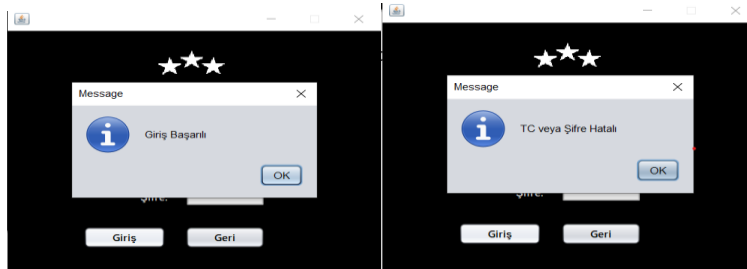 Message
Giriş Başarılı
OK
Şifre:
Giriş
Geri
Message
TC veya Şifre Hatalı
OK
Şifre:
Giriş
Geri